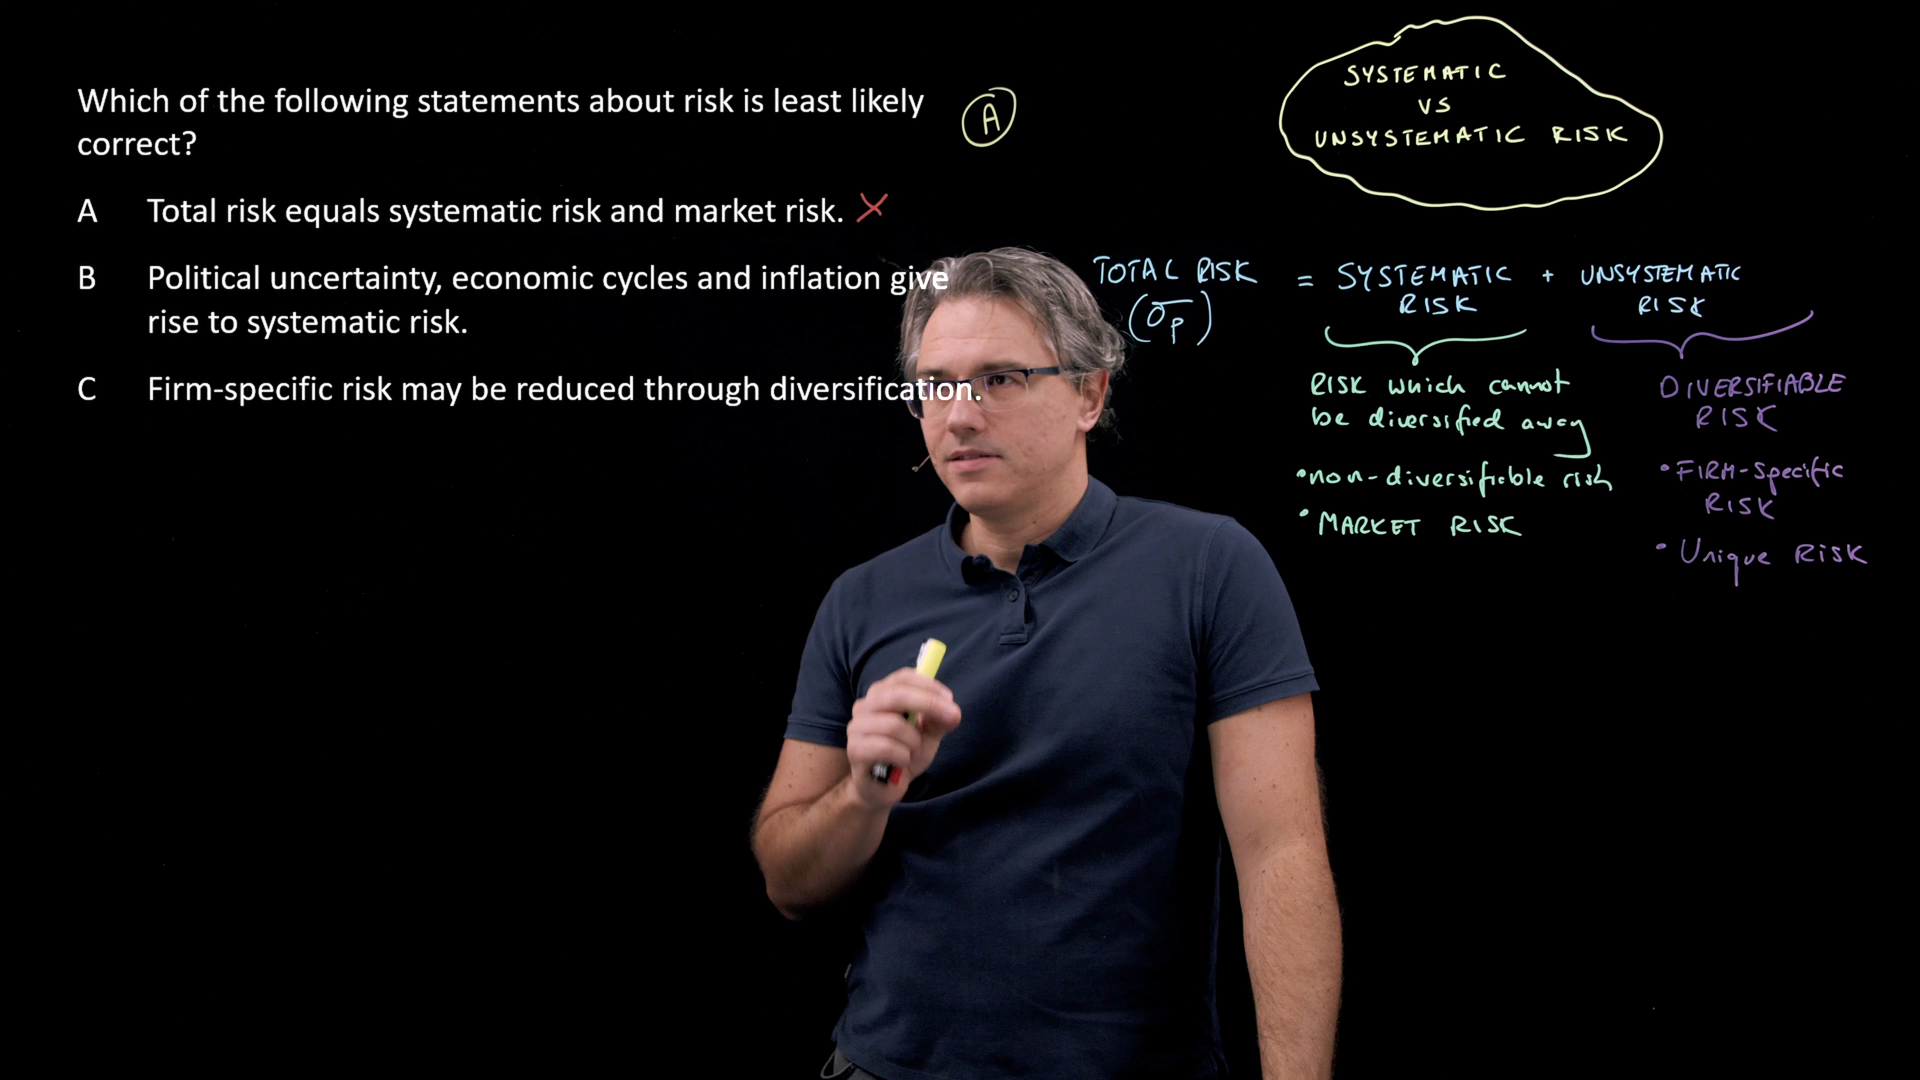 Which of the following statements about risk is least likely
correct?
A
A Total risk equals systematic risk and market risk. X
B Political uncertainty, economic cycles and inflation give
rise to systematic risk.
C Firm-specific risk may be reduced through diversification.
SYSTEMATIC
VS
UNSYSTEMATIC RISK
TOTAL RISK = SYSTEMATIC + UNSYSTEMATIC
(σp) RISK RISK
RISK which cannot
be diversified away
• non-diversifiable risk
• MARKET RISK
DIVERSIFIABLE
RISK
• FIRM-specific
RISK
• Unique RISK